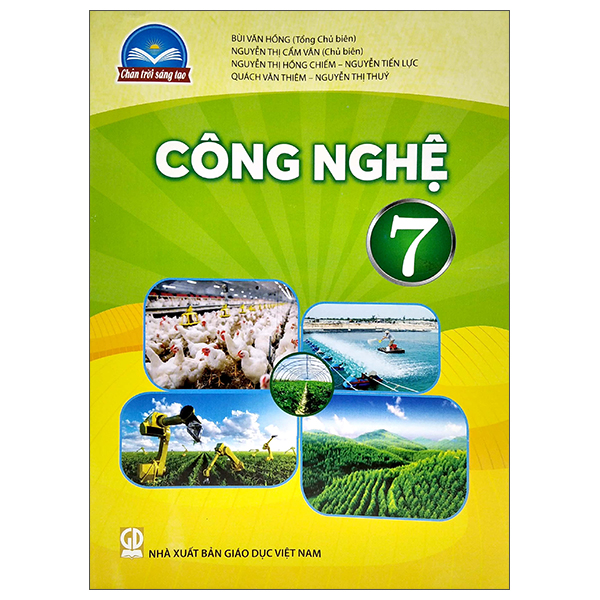 Chân trời sáng tạo
BÙI VĂN HỒNG (Tổng Chủ biên)
NGUYỄN THỊ CẨM VÂN (Chủ biên)
NGUYỄN THỊ HỒNG CHIẾM – NGUYỄN TIẾN LỰC
QUÁCH VĂN THIÊM – NGUYỄN THỊ THUÝ
CÔNG NGHỆ
7
GD
NHÀ XUẤT BẢN GIÁO DỤC VIỆT NAM